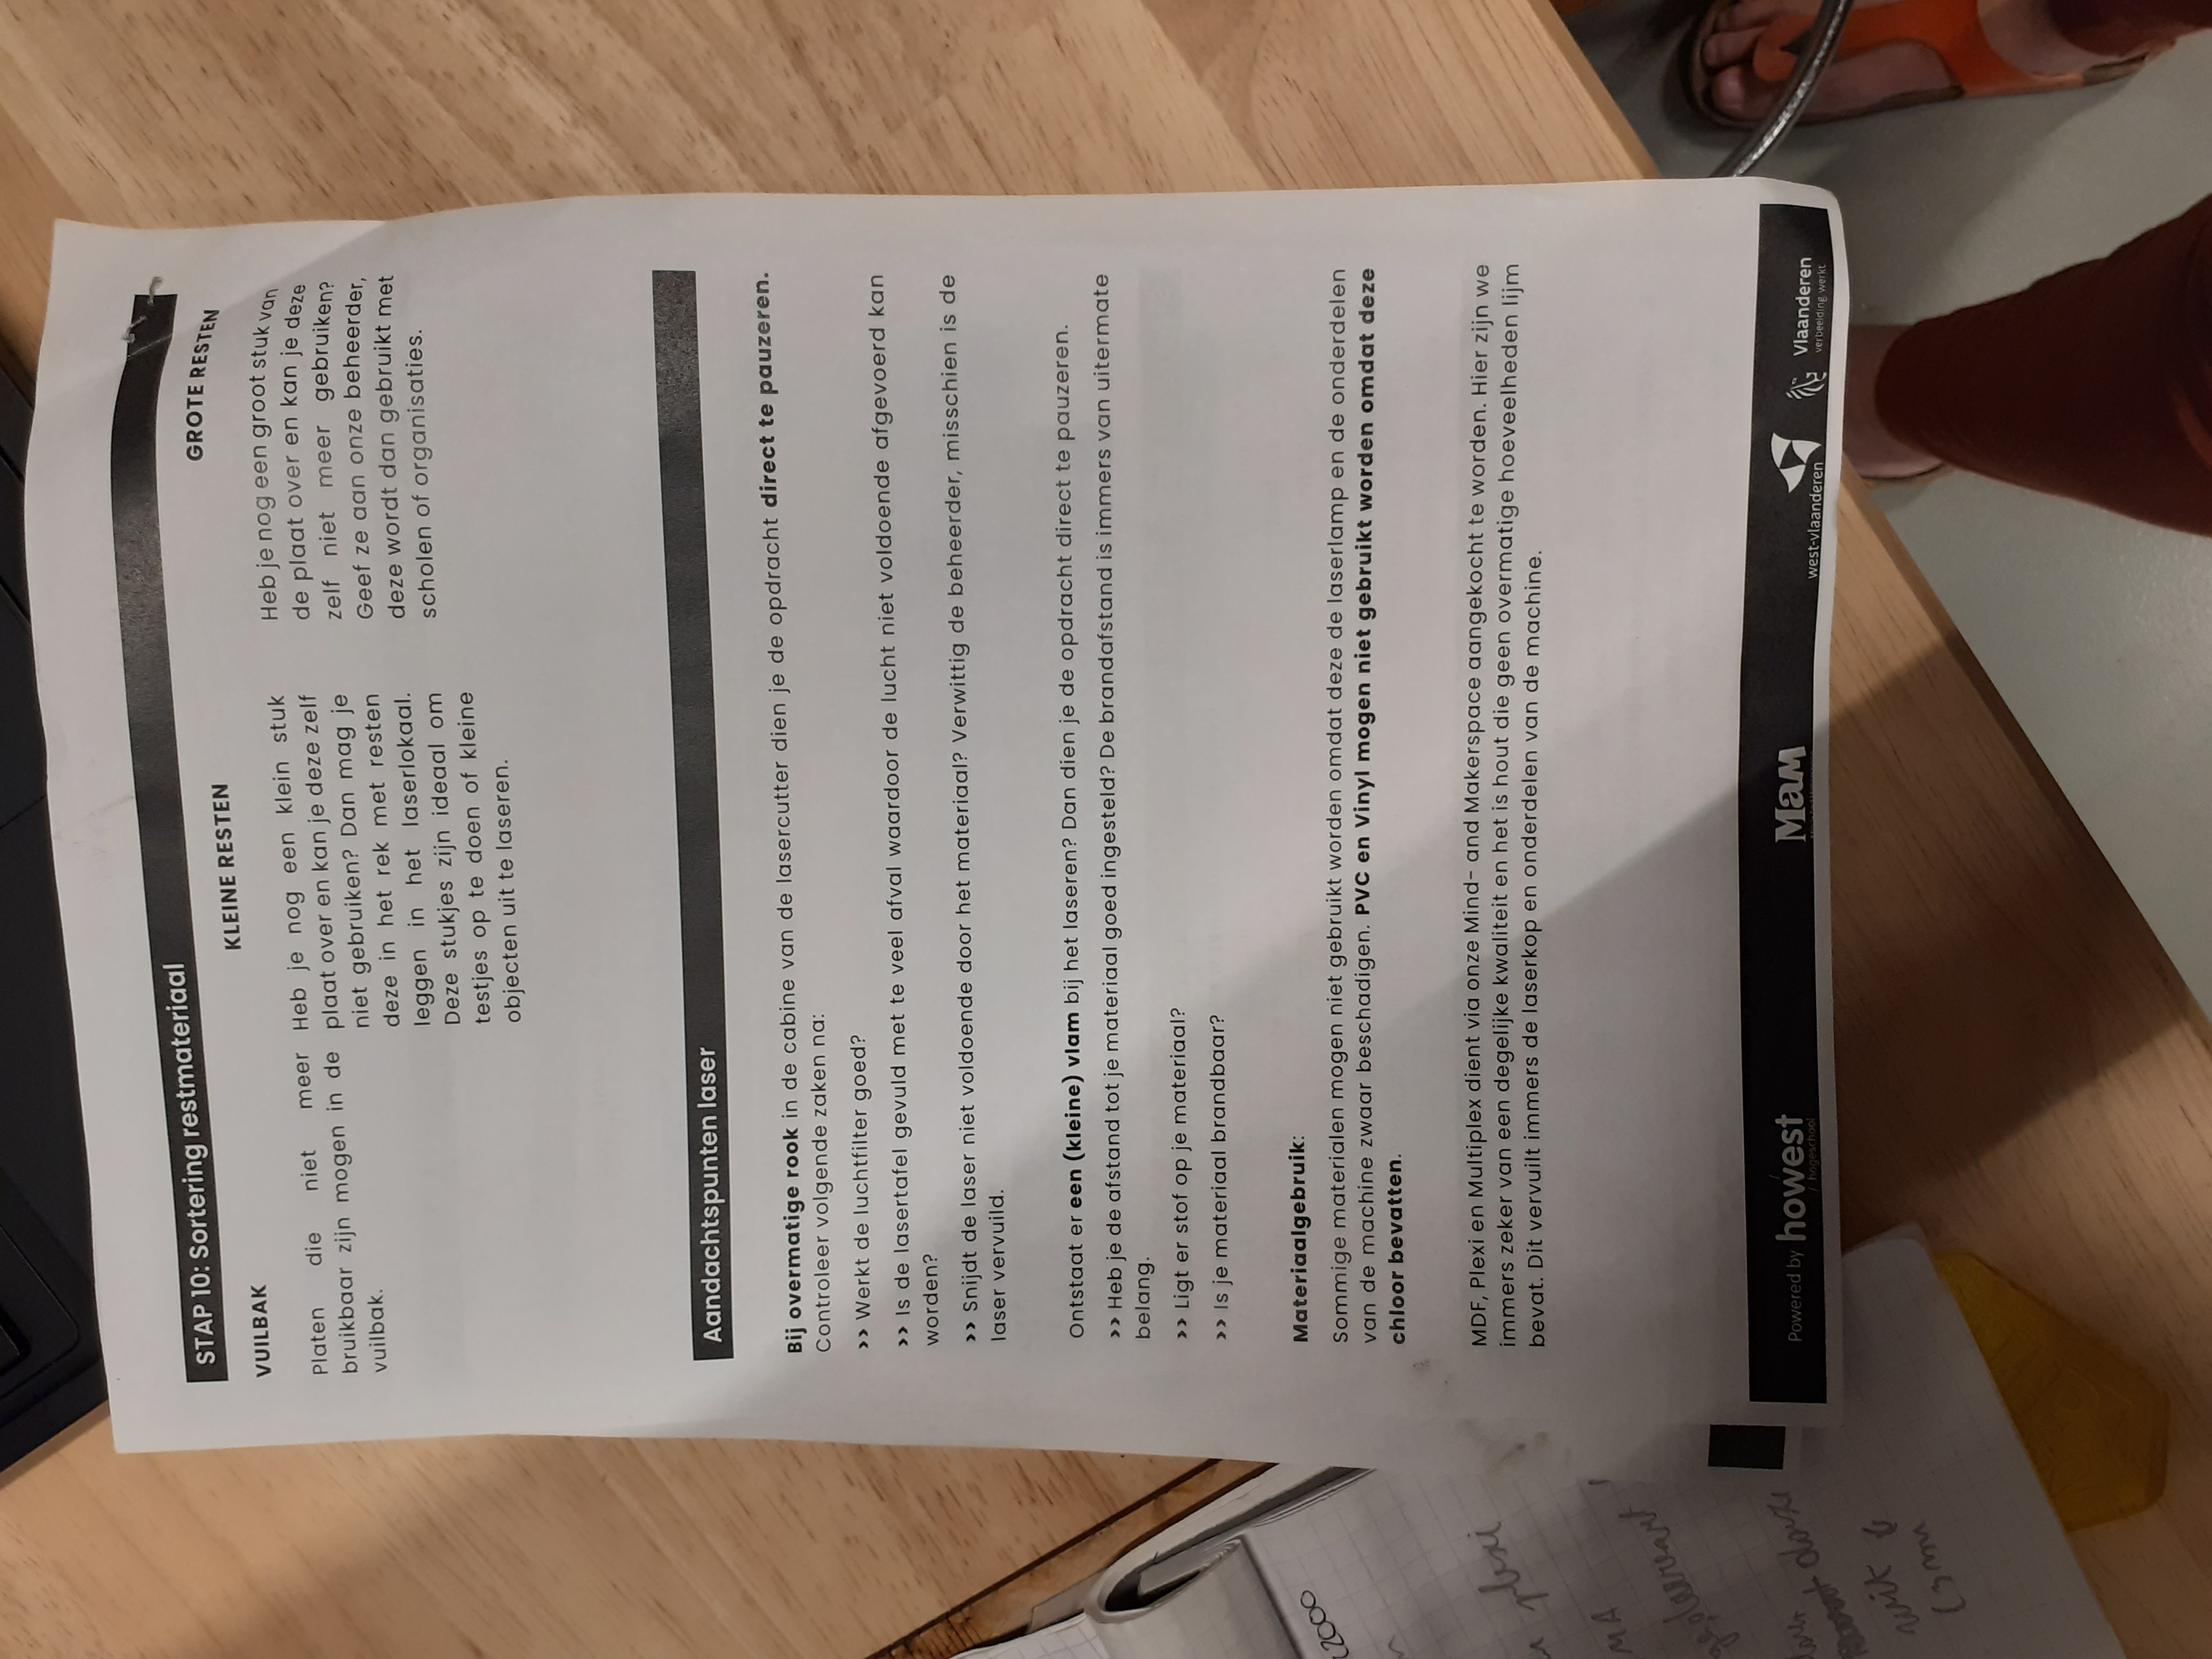 STAP 10: Sortering restmateriaal
VUILBAK
Platen die niet meer
bruikbaar zijn mogen in de
vuilbak.
KLEINE RESTEN
Heb je nog een klein stuk
plaat over en kan je deze zelf
niet gebruiken? Dan mag je
deze in het rek met resten
leggen in het laserlokaal.
Deze stukjes zijn ideaal om
testjes op te doen of kleine
objecten uit te laseren.
GROTE RESTEN
Heb je nog een groot stuk van
de plaat over en kan je deze
zelf niet meer gebruiken?
Geef ze aan onze beheerder,
deze wordt dan gebruikt met
scholen of organisaties.
Aandachtspunten laser
Bij overmatige rook in de cabine van de lasercutter dien je de opdracht direct te pauzeren.
Controleer volgende zaken na:
>> Werkt de luchtfilter goed?
>> Is de lasertafel gevuld met te veel afval waardoor de lucht niet voldoende afgevoerd kan
worden?
>> Snijdt de laser niet voldoende door het materiaal? Verwittig de beheerder, misschien is de
laser vervuild.
Ontstaat er een (kleine) vlam bij het laseren? Dan dien je de opdracht direct te pauzeren.
>> Heb je de afstand tot je materiaal goed ingesteld? De brandafstand is immers van uitermate
belang.
>> Ligt er stof op je materiaal?
>> Is je materiaal brandbaar?
Materiaalgebruik:
Sommige materialen mogen niet gebruikt worden omdat deze de laserlamp en de onderdelen
van de machine zwaar beschadigen. PVC en Vinyl mogen niet gebruikt worden omdat deze
chloor bevatten.
MDF, Plexi en Multiplex dient via onze Mind- and Makerspace aangekocht te worden. Hier zijn we
immers zeker van een degelijke kwaliteit en het is hout die geen overmatige hoeveelheden lijm
bevat. Dit vervuilt immers de laserkop en onderdelen van de machine.
Powered by howest
hogeschool
MaM
west-vlaanderen
Vlaanderen
verbeelding werkt
2000
plexi
MA
wit